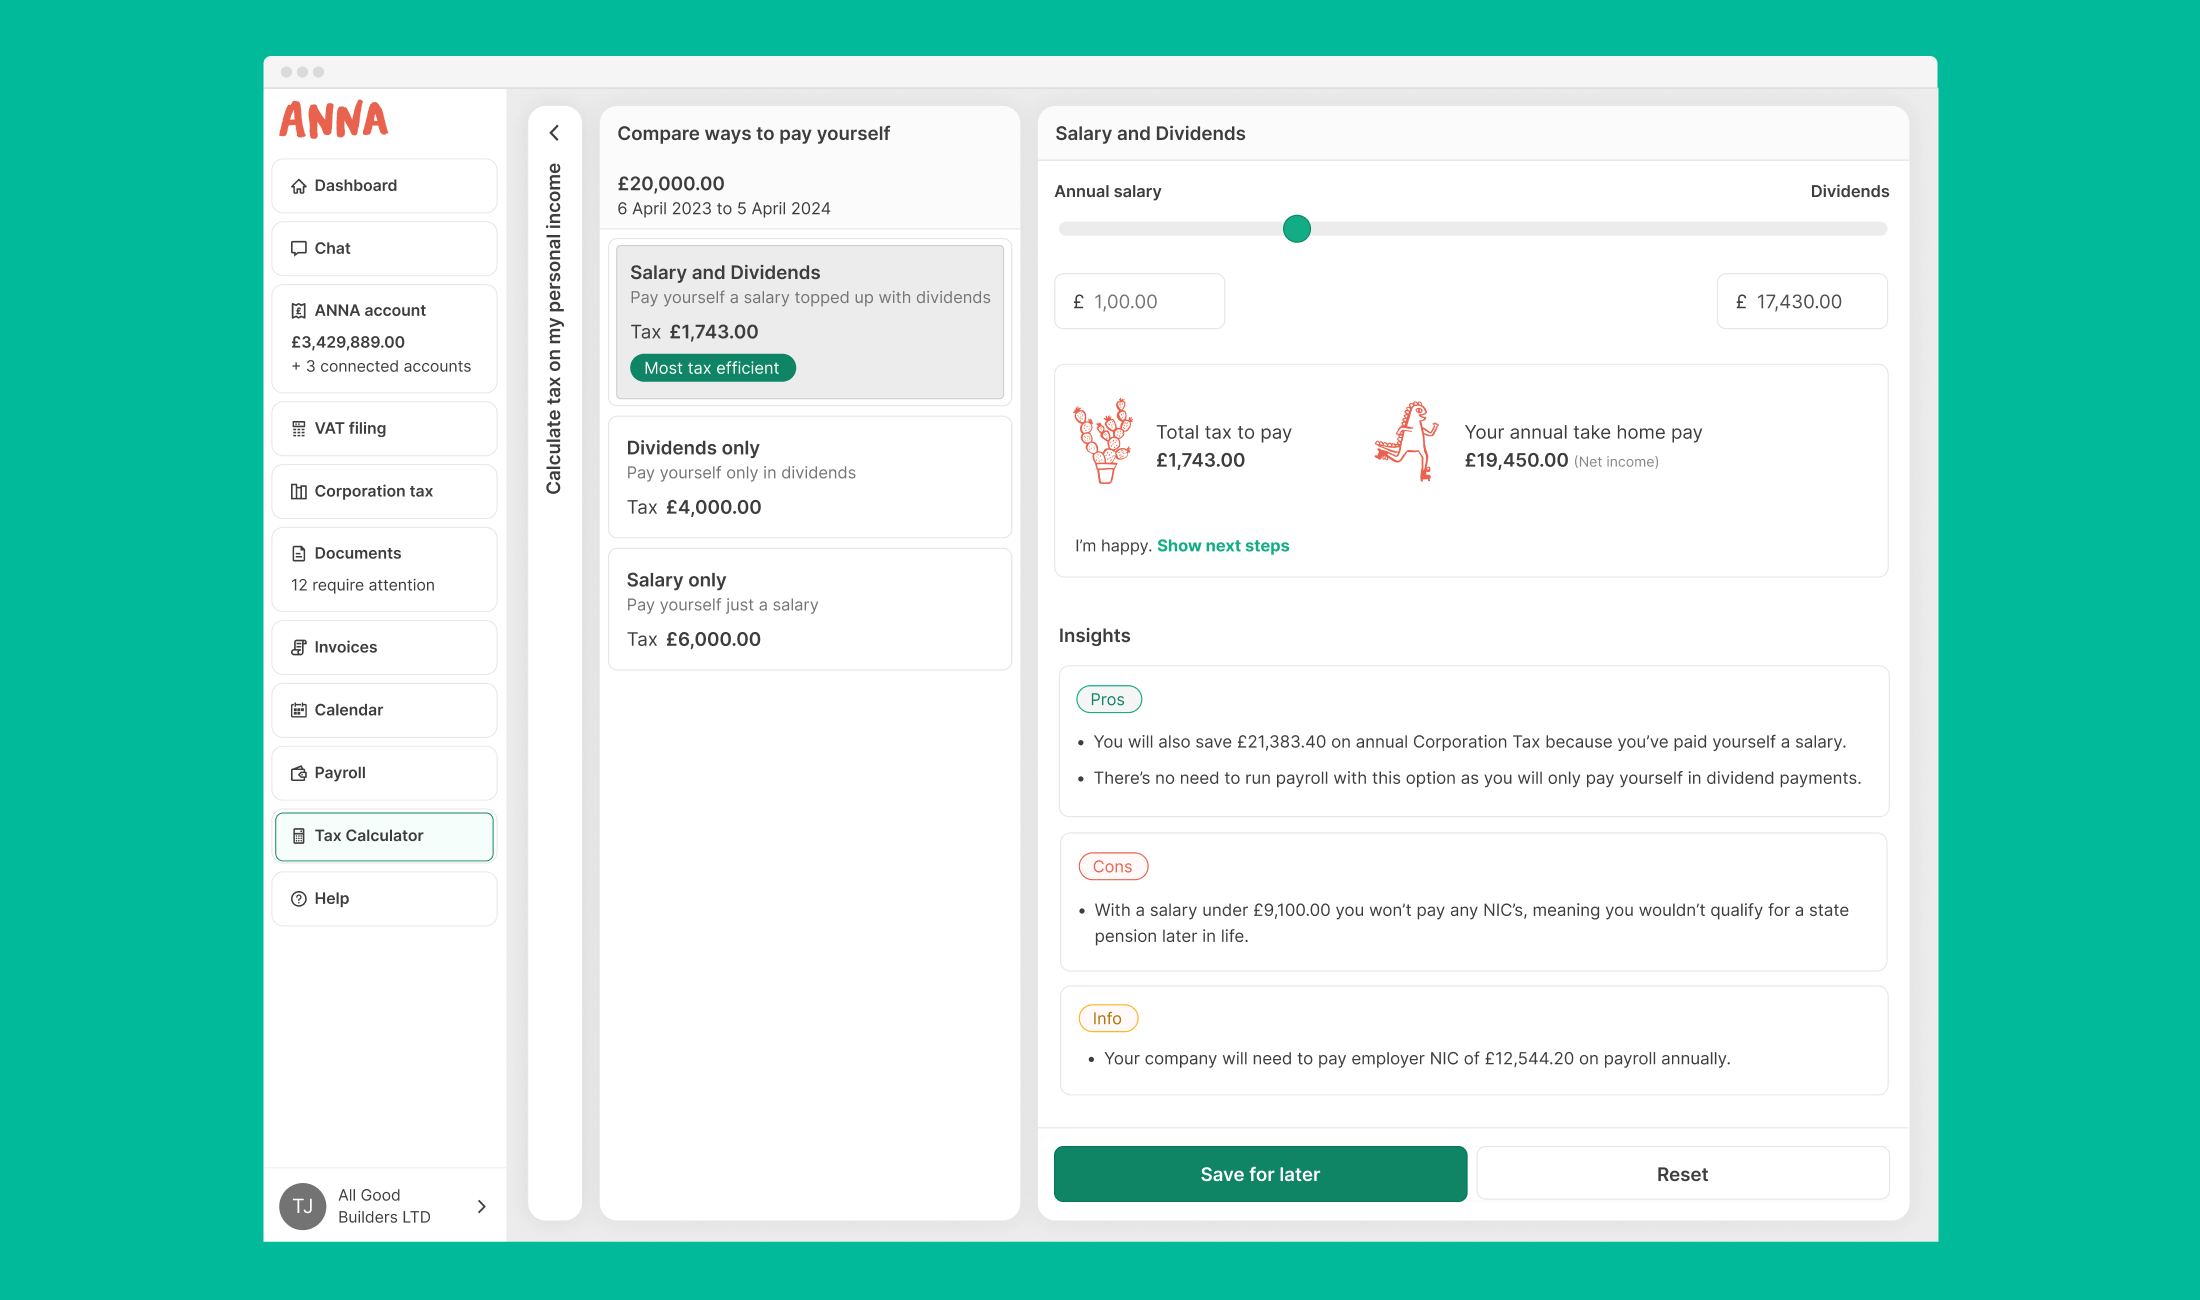 ANNA
Dashboard
Chat
ANNA account
£3,429,889.00
+ 3 connected accounts
VAT filing
Corporation tax
Documents
12 require attention
Invoices
Calendar
Payroll
Tax Calculator
Help
TJ
All Good
Builders LTD
Calculate tax on my personal income
Compare ways to pay yourself
£20,000.00
6 April 2023 to 5 April 2024
Salary and Dividends
Pay yourself a salary topped up with dividends
Tax £1,743.00
Most tax efficient
Dividends only
Pay yourself only in dividends
Tax £4,000.00
Salary only
Pay yourself just a salary
Tax £6,000.00
Salary and Dividends
Annual salary
Dividends
£ 1,00.00
£ 17,430.00
Total tax to pay
£1,743.00
Your annual take home pay
£19,450.00 (Net income)
I’m happy. Show next steps
Insights
Pros
• You will also save £21,383.40 on annual Corporation Tax because you’ve paid yourself a salary.
• There’s no need to run payroll with this option as you will only pay yourself in dividend payments.
Cons
• With a salary under £9,100.00 you won’t pay any NIC’s, meaning you wouldn’t qualify for a state
pension later in life.
Info
• Your company will need to pay employer NIC of £12,544.20 on payroll annually.
Save for later
Reset